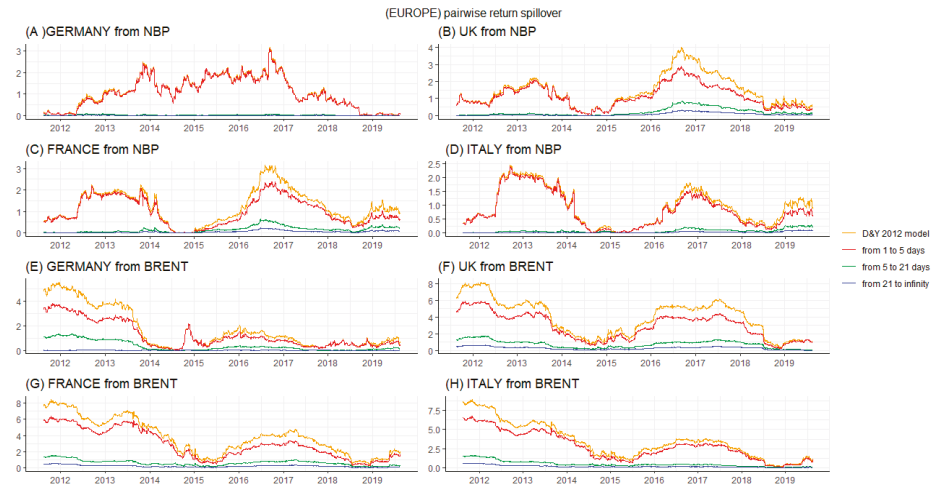 (EUROPE) pairwise return spillover
(A )GERMANY from NBP
3
2
1
0
2012 2013 2014 2015 2016 2017 2018 2019
(B) UK from NBP
4
3
2
1
0
2012 2013 2014 2015 2016 2017 2018 2019
(C) FRANCE from NBP
3
2
1
0
2012 2013 2014 2015 2016 2017 2018 2019
(D) ITALY from NBP
2.5
2.0
1.5
1.0
0.5
0.0
2012 2013 2014 2015 2016 2017 2018 2019
D&Y 2012 model
from 1 to 5 days
from 5 to 21 days
from 21 to infinity
(E) GERMANY from BRENT
4
2
0
2012 2013 2014 2015 2016 2017 2018 2019
(F) UK from BRENT
8
6
4
2
0
2012 2013 2014 2015 2016 2017 2018 2019
(G) FRANCE from BRENT
8
6
4
2
0
2012 2013 2014 2015 2016 2017 2018 2019
(H) ITALY from BRENT
7.5
5.0
2.5
0.0
2012 2013 2014 2015 2016 2017 2018 2019